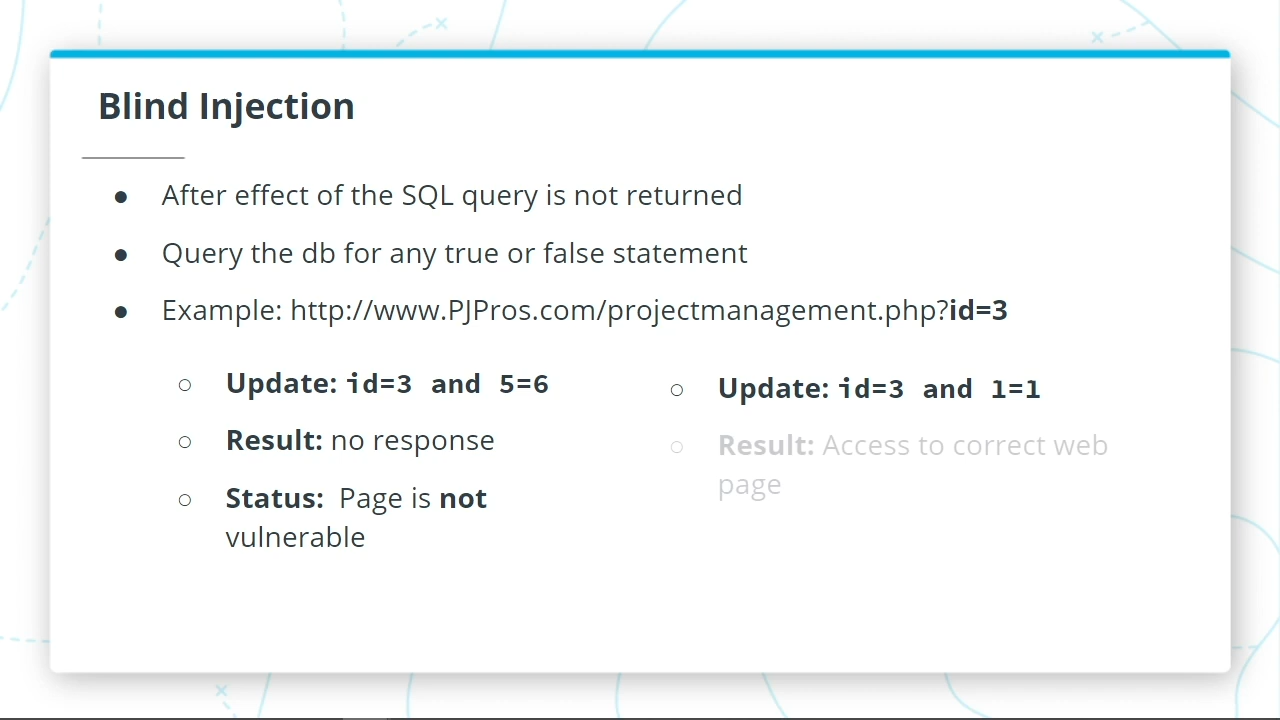 Blind Injection
● After effect of the SQL query is not returned
● Query the db for any true or false statement
● Example: http://www.PJPros.com/projectmanagement.php?id=3
○ Update: id=3 and 5=6
○ Result: no response
○ Status: Page is not
vulnerable
○ Update: id=3 and 1=1
○ Result: Access to correct web
page